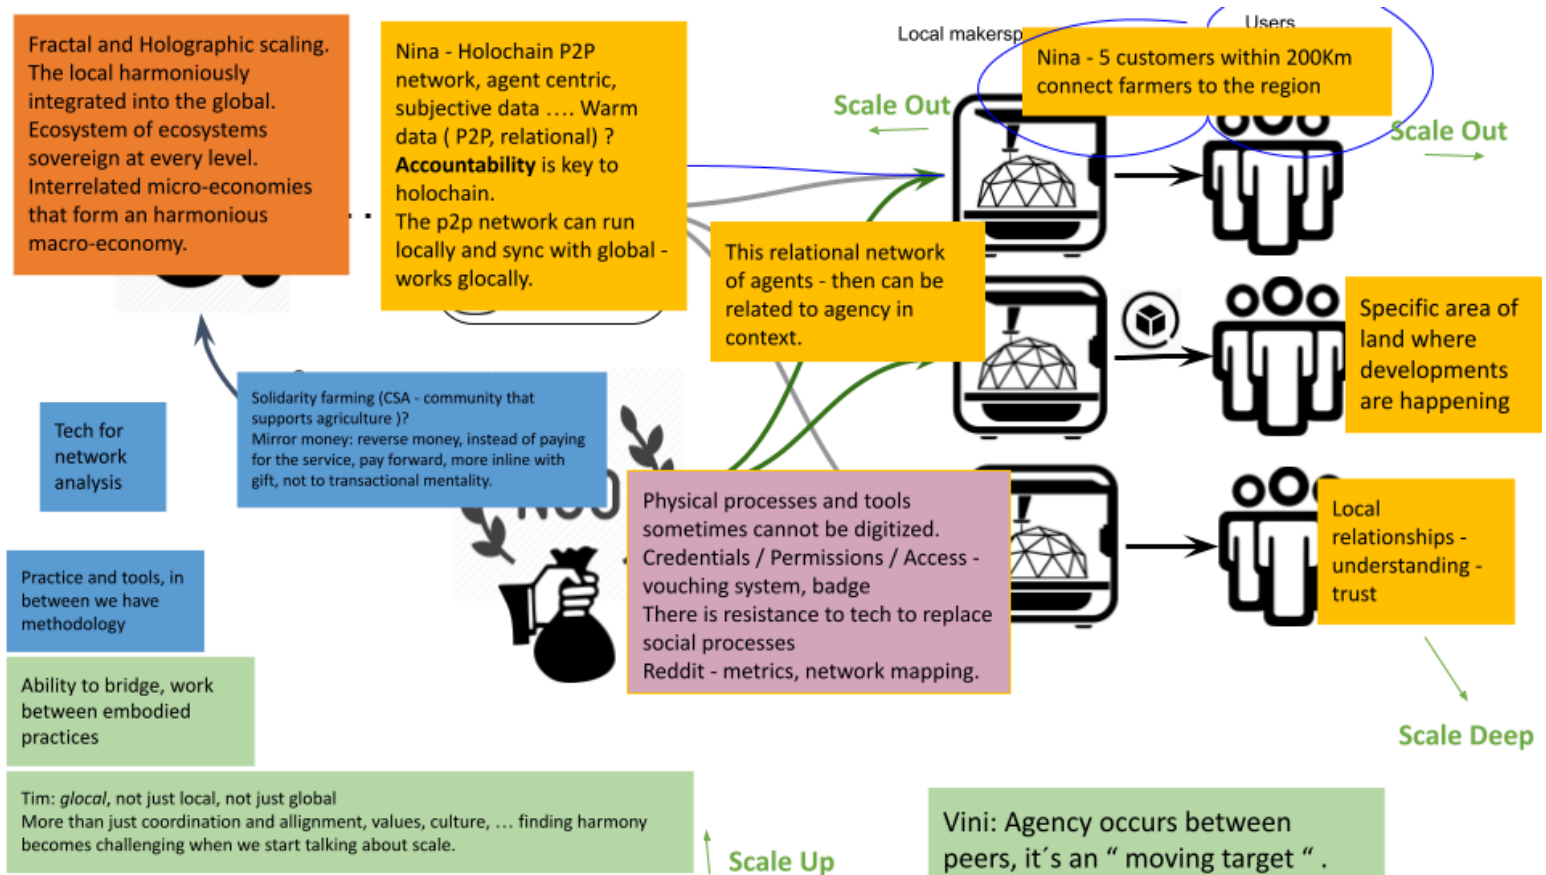 Fractal and Holographic scaling.
The local harmoniously
integrated into the global.
Ecosystem of ecosystems
sovereign at every level.
Interrelated micro-economies
that form an harmonious
macro-economy.
Nina - Holochain P2P
network, agent centric,
subjective data .... Warm
data ( P2P, relational) ?
Accountability is key to
holochain.
The p2p network can run
locally and sync with global -
works glocally.
Local makersp
Users
Nina - 5 customers within 200Km
connect farmers to the region
Scale Out
Scale Out
This relational network
of agents - then can be
related to agency in
context.
Specific area of
land where
developments
are happening
Tech for
network
analysis
Solidarity farming (CSA - community that
supports agriculture )?
Mirror money: reverse money, instead of paying
for the service, pay forward, more inline with
gift, not to transactional mentality.
Physical processes and tools
sometimes cannot be digitized.
Credentials / Permissions / Access -
vouching system, badge
There is resistance to tech to replace
social processes
Reddit - metrics, network mapping.
Local
relationships -
understanding -
trust
Practice and tools, in
between we have
methodology
Ability to bridge, work
between embodied
practices
Scale Deep
Tim: glocal, not just local, not just global
More than just coordination and allignment, values, culture, ... finding harmony
becomes challenging when we start talking about scale.
Scale Up
Vini: Agency occurs between
peers, it´s an “ moving target “ .